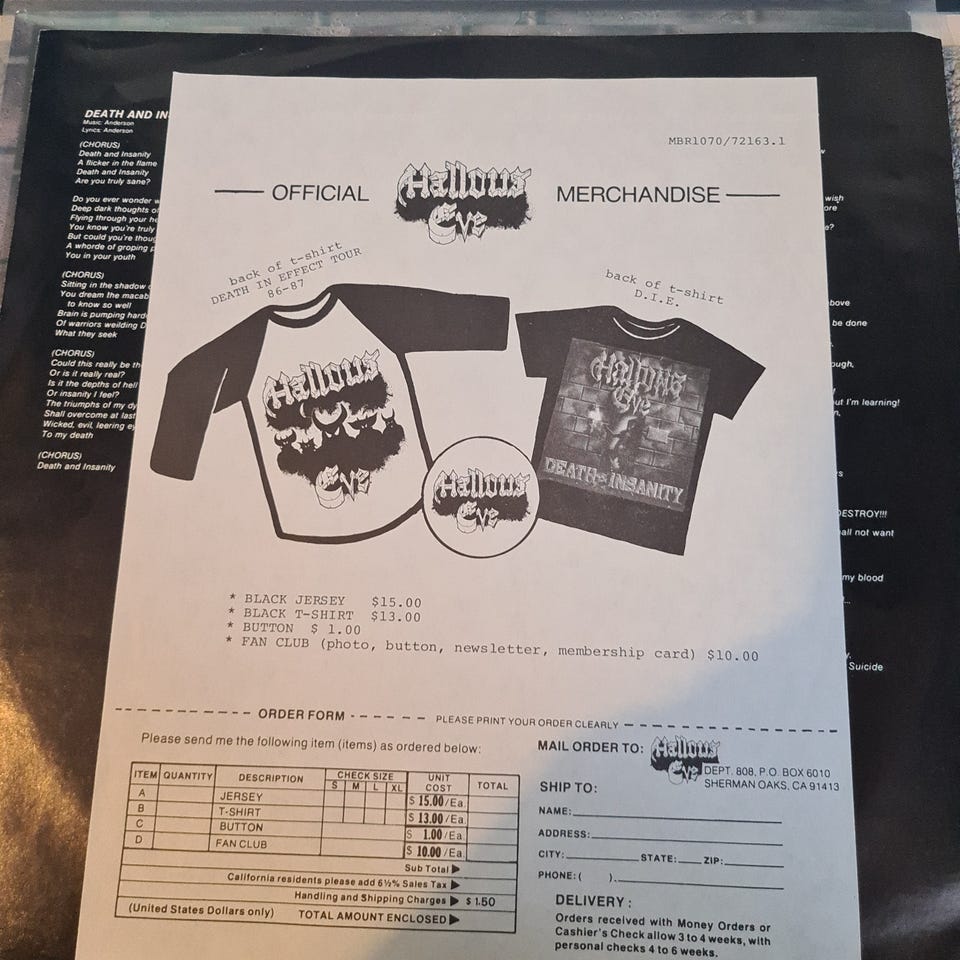 DEATH AND IN
Music: Anderson
Lyrics: Anderson
(CHORUS)
Death and Insanity
A flicker in the flame
Death and Insanity
Are you truly sane?
Do you ever wonder w
Deep dark thoughts o
Flying through your he
You know you're truly
But could you're thoug
A whorde of groping p
You in your youth
(CHORUS)
Sitting in the shadow
You dream the macab
to know so well
Brain is pumping hard
Of warriors weilding D
What they seek
(CHORUS)
Could this really be th
Or is it really real?
Is it the depths of hell
Or insanity I feel?
The triumphs of my dy
Shall overcome at last
Wicked, evil, leering ey
To my death
(CHORUS)
Death and Insanity
MBR1070/72163.1
OFFICIAL Hallows Eve MERCHANDISE
back of t-shirt
DEATH IN EFFECT TOUR
86-87
back of t-shirt
D.I.E.
Hallows
Eve
Hallows
Eve
Hallows
Eve
DEATH & INSANITY
* BLACK JERSEY $15.00
* BLACK T-SHIRT $13.00
* BUTTON $ 1.00
* FAN CLUB (photo, button, newsletter, membership card) $10.00
ORDER FORM PLEASE PRINT YOUR ORDER CLEARLY
Please send me the following item (items) as ordered below:
ITEM QUANTITY DESCRIPTION CHECK SIZE UNIT COST TOTAL
S M L XL
A JERSEY $ 15.00/Ea.
B T-SHIRT $ 13.00/Ea.
C BUTTON $ 1.00/Ea.
D FAN CLUB $ 10.00/Ea.
Sub Total
California residents please add 6½% Sales Tax
Handling and Shipping Charges $ 1.50
(United States Dollars only) TOTAL AMOUNT ENCLOSED
MAIL ORDER TO: Hallows Eve
DEPT. 808, P.O. BOX 6010
SHERMAN OAKS, CA 91413
SHIP TO:
NAME:
ADDRESS:
CITY: STATE: ZIP:
PHONE: ( )
DELIVERY:
Orders received with Money Orders or
Cashier's Check allow 3 to 4 weeks, with
personal checks 4 to 6 weeks.
wish
ore
bove
be done
ough,
ut I'm learning!
DESTROY!!!
all not want
my blood
Suicide